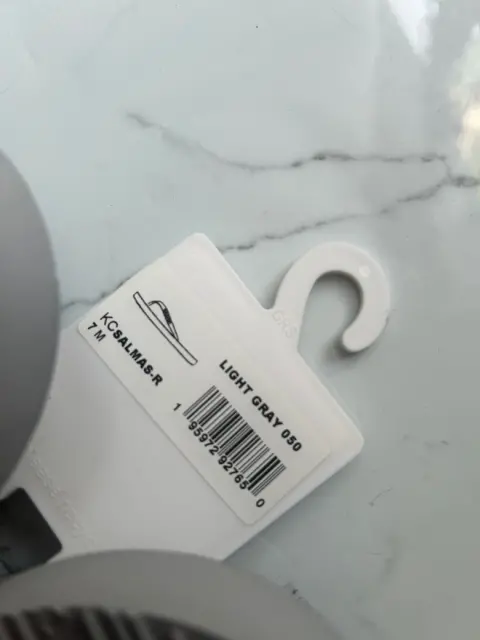 KCSALMAS-R
7 M
LIGHT GRAY 050
1 95972 92765 0